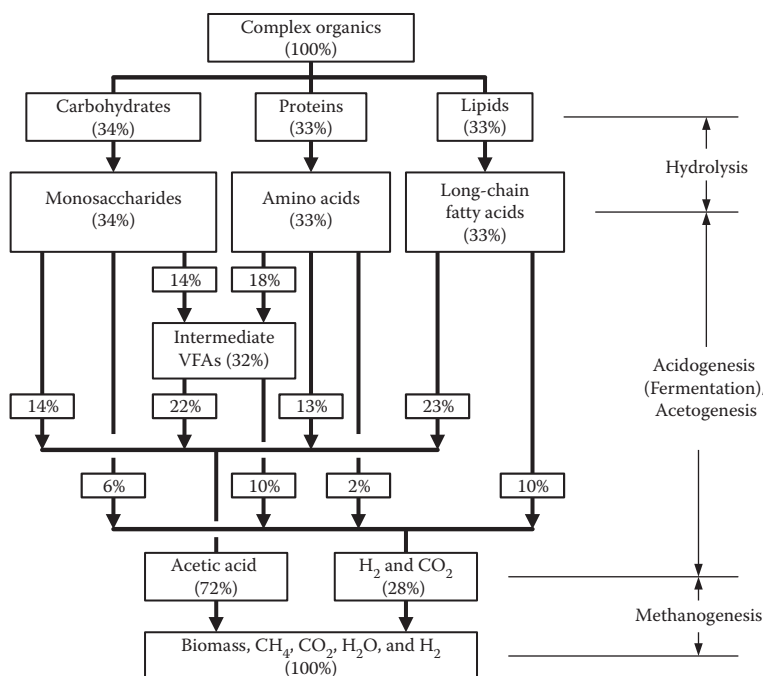 Complex organics
(100%)
Carbohydrates
(34%)
Proteins
(33%)
Lipids
(33%)
Hydrolysis
Monosaccharides
(34%)
Amino acids
(33%)
Long-chain
fatty acids
(33%)
14%
18%
Intermediate
VFAs (32%)
Acidogenesis
(Fermentation),
Acetogenesis
14%
22%
13%
23%
6%
10%
2%
10%
Acetic acid
(72%)
H₂ and CO₂
(28%)
Methanogenesis
Biomass, CH₄, CO₂, H₂O, and H₂
(100%)